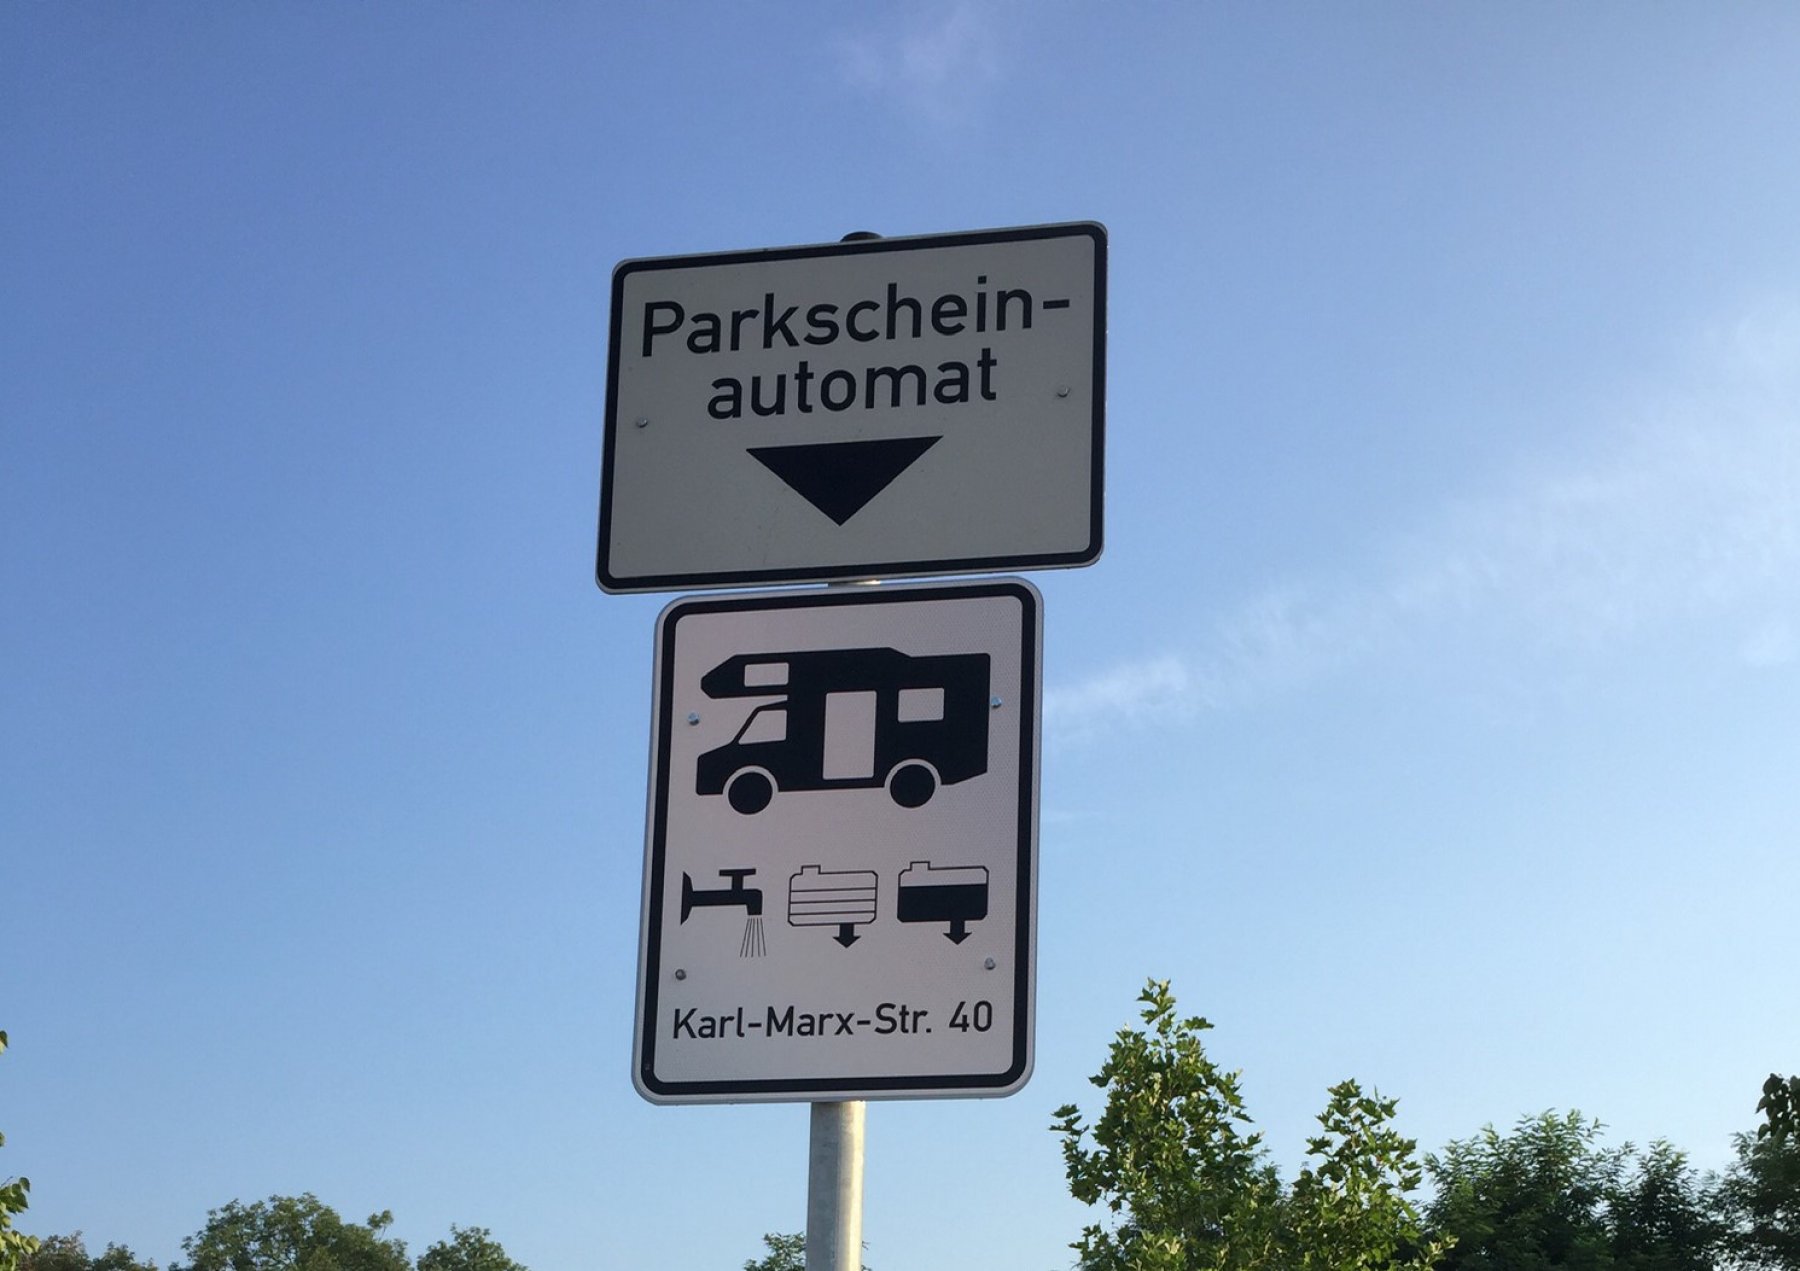 Parkschein-
automat
Karl-Marx-Str. 40